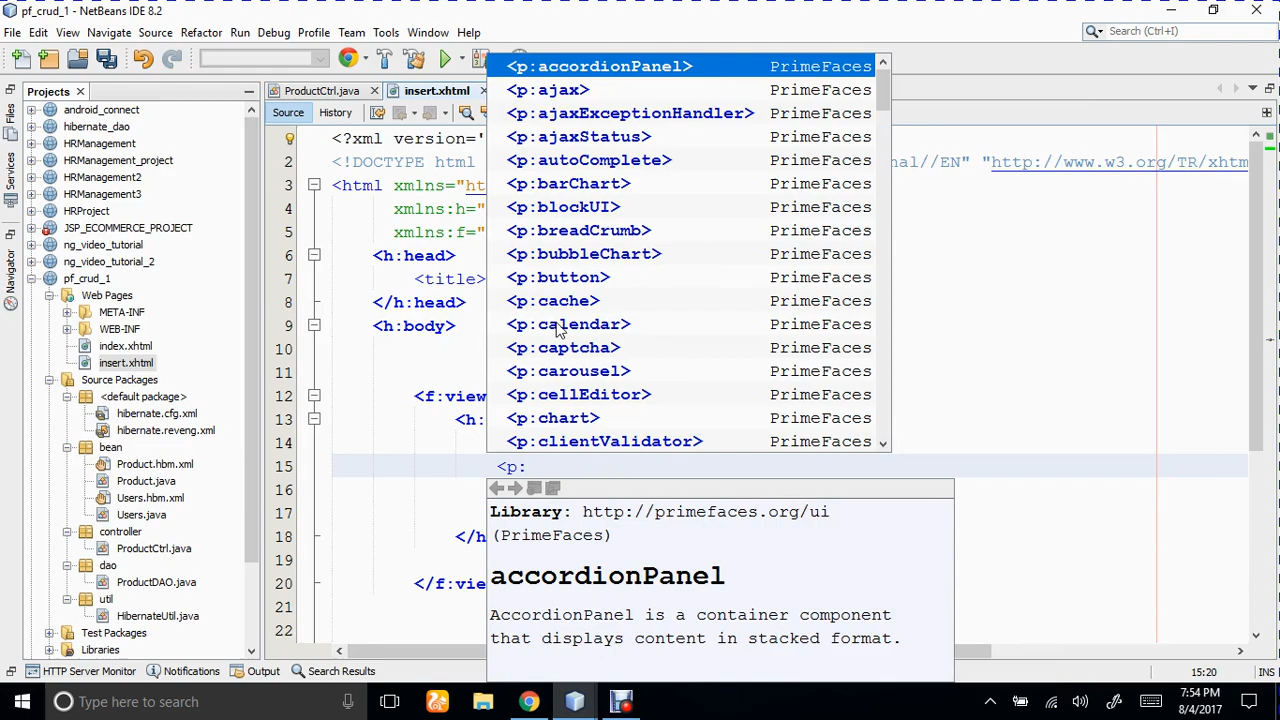 pf_crud_1 - NetBeans IDE 8.2
File Edit View Navigate Source Refactor Run Debug Profile Team Tools Window Help
Search (Ctrl+I)
Projects
ProductCtrl.java
insert.xhtml
Source History
Files
Services
Navigator
android_connect
hibernate_dao
HRManagement
HRManagement_project
HRManagement2
HRManagement3
HRProject
JSP_ECOMMERCE_PROJECT
ng_video_tutorial
ng_video_tutorial_2
pf_crud_1
Web Pages
META-INF
WEB-INF
index.xhtml
insert.xhtml
Source Packages
<default package>
hibernate.cfg.xml
hibernate.reveng.xml
bean
Product.hbm.xml
Product.java
Users.hbm.xml
Users.java
controller
ProductCtrl.java
dao
ProductDAO.java
util
HibernateUtil.java
Test Packages
Libraries
<?xml version='
2 <!DOCTYPE html nal//EN" "http://www.w3.org/TR/xhtm
3 <html xmlns="ht
4 xmlns:h="
5 xmlns:f="
6 <h:head>
7 <title>
8 </h:head>
9 <h:body>
10
11
12 <f:view
13 <h:
14
15 <p:
16
17
18 </h
19
20 </f:vie
21
22
<p:accordionPanel> PrimeFaces
<p:ajax> PrimeFaces
<p:ajaxExceptionHandler> PrimeFaces
<p:ajaxStatus> PrimeFaces
<p:autoComplete> PrimeFaces
<p:barChart> PrimeFaces
<p:blockUI> PrimeFaces
<p:breadCrumb> PrimeFaces
<p:bubbleChart> PrimeFaces
<p:button> PrimeFaces
<p:cache> PrimeFaces
<p:calendar> PrimeFaces
<p:captcha> PrimeFaces
<p:carousel> PrimeFaces
<p:cellEditor> PrimeFaces
<p:chart> PrimeFaces
<p:clientValidator> PrimeFaces
Library: http://primefaces.org/ui
(PrimeFaces)
accordionPanel
AccordionPanel is a container component
that displays content in stacked format.
HTTP Server Monitor Notifications Output Search Results
15:20
Type here to search
7:54 PM
8/4/2017